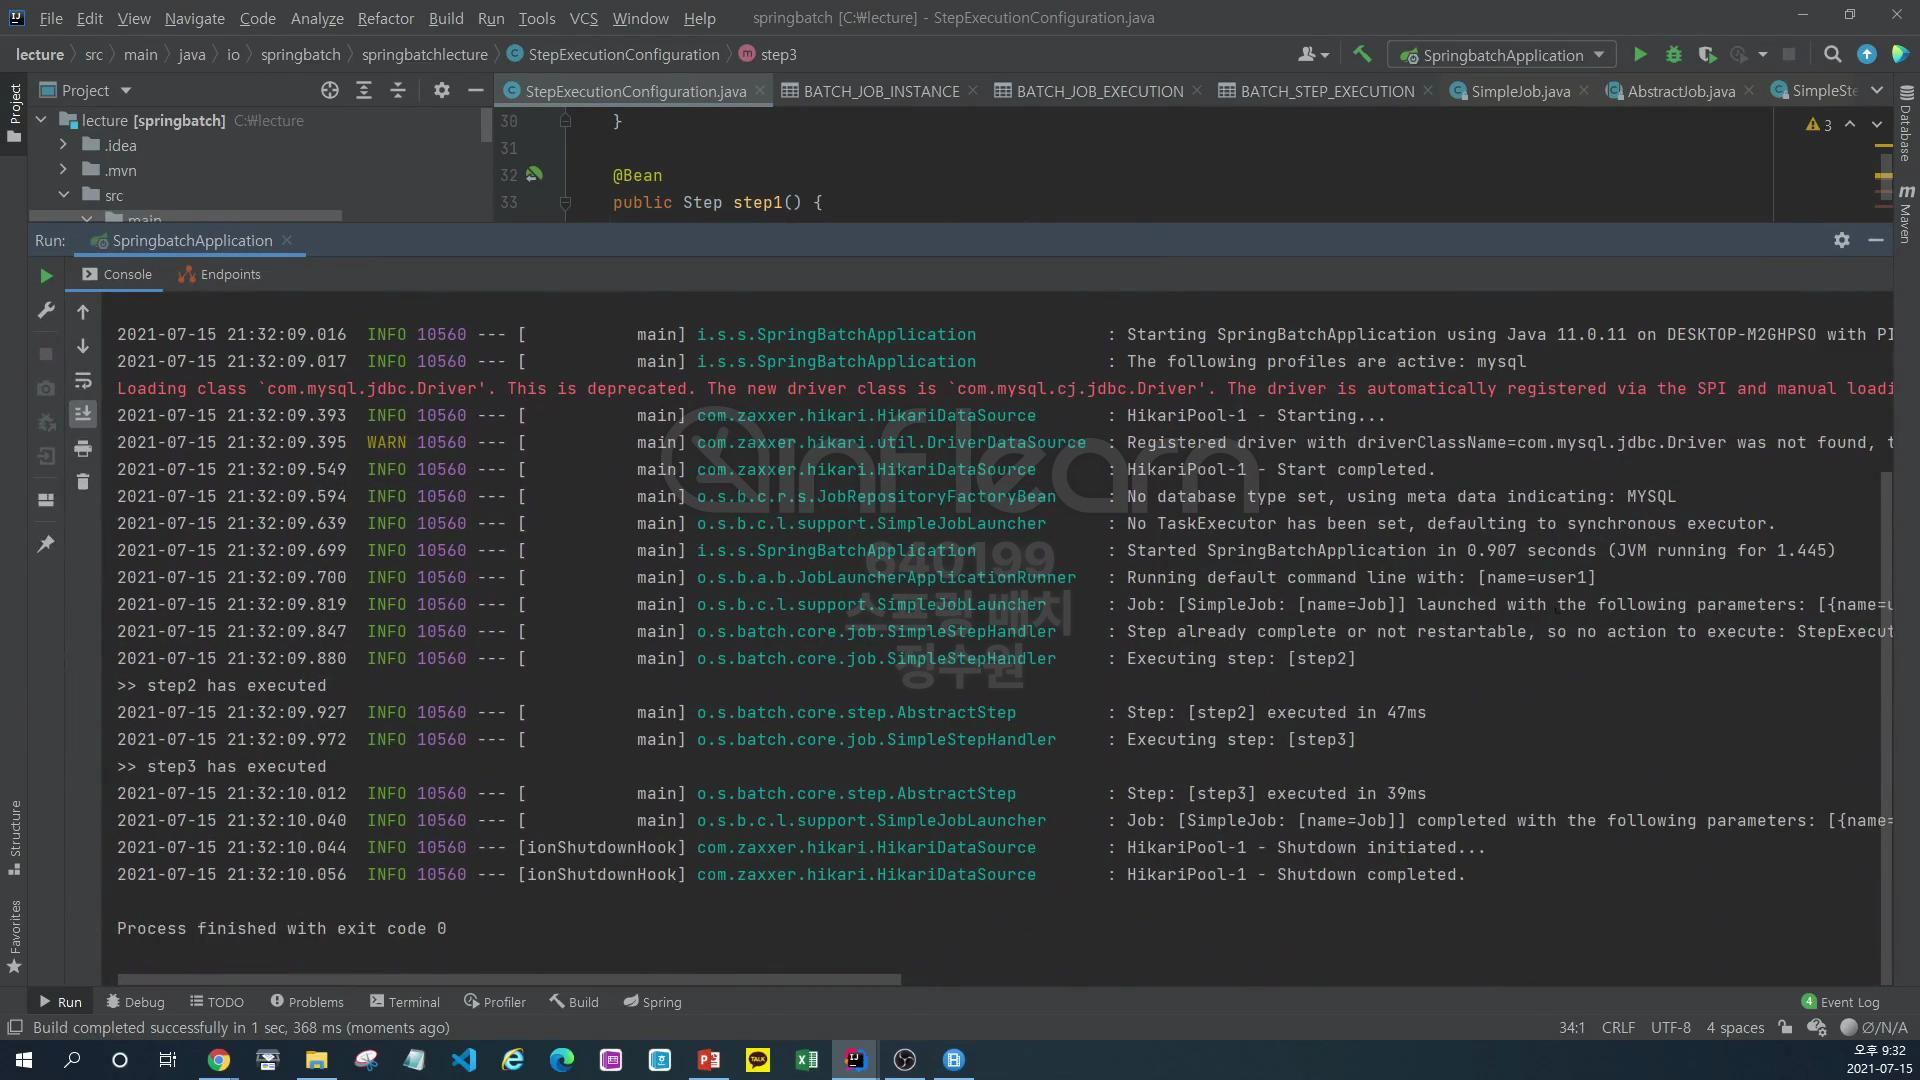 File Edit View Navigate Code Analyze Refactor Build Run Tools VCS Window Help springbatch [C:₩lecture] - StepExecutionConfiguration.java
lecture src main java io springbatch springbatchlecture StepExecutionConfiguration step3 SpringbatchApplication
Project StepExecutionConfiguration.java BATCH_JOB_INSTANCE BATCH_JOB_EXECUTION BATCH_STEP_EXECUTION SimpleJob.java AbstractJob.java SimpleSte
Project
lecture [springbatch] C:₩lecture
.idea
.mvn
src
main
30 }
31
32 @Bean
33 public Step step1() {
3
Database
Maven
Run: SpringbatchApplication
Console Endpoints
2021-07-15 21:32:09.016 INFO 10560 --- [ main] i.s.s.SpringBatchApplication : Starting SpringBatchApplication using Java 11.0.11 on DESKTOP-M2GHPSO with PI
2021-07-15 21:32:09.017 INFO 10560 --- [ main] i.s.s.SpringBatchApplication : The following profiles are active: mysql
Loading class `com.mysql.jdbc.Driver'. This is deprecated. The new driver class is `com.mysql.cj.jdbc.Driver'. The driver is automatically registered via the SPI and manual loadi
2021-07-15 21:32:09.393 INFO 10560 --- [ main] com.zaxxer.hikari.HikariDataSource : HikariPool-1 - Starting...
2021-07-15 21:32:09.395 WARN 10560 --- [ main] com.zaxxer.hikari.util.DriverDataSource : Registered driver with driverClassName=com.mysql.jdbc.Driver was not found, t
2021-07-15 21:32:09.549 INFO 10560 --- [ main] com.zaxxer.hikari.HikariDataSource : HikariPool-1 - Start completed.
2021-07-15 21:32:09.594 INFO 10560 --- [ main] o.s.b.c.r.s.JobRepositoryFactoryBean : No database type set, using meta data indicating: MYSQL
2021-07-15 21:32:09.639 INFO 10560 --- [ main] o.s.b.c.l.support.SimpleJobLauncher : No TaskExecutor has been set, defaulting to synchronous executor.
2021-07-15 21:32:09.699 INFO 10560 --- [ main] i.s.s.SpringBatchApplication : Started SpringBatchApplication in 0.907 seconds (JVM running for 1.445)
2021-07-15 21:32:09.700 INFO 10560 --- [ main] o.s.b.a.b.JobLauncherApplicationRunner : Running default command line with: [name=user1]
2021-07-15 21:32:09.819 INFO 10560 --- [ main] o.s.b.c.l.support.SimpleJobLauncher : Job: [SimpleJob: [name=Job]] launched with the following parameters: [{name=u
2021-07-15 21:32:09.847 INFO 10560 --- [ main] o.s.batch.core.job.SimpleStepHandler : Step already complete or not restartable, so no action to execute: StepExecut
2021-07-15 21:32:09.880 INFO 10560 --- [ main] o.s.batch.core.job.SimpleStepHandler : Executing step: [step2]
>> step2 has executed
2021-07-15 21:32:09.927 INFO 10560 --- [ main] o.s.batch.core.step.AbstractStep : Step: [step2] executed in 47ms
2021-07-15 21:32:09.972 INFO 10560 --- [ main] o.s.batch.core.job.SimpleStepHandler : Executing step: [step3]
>> step3 has executed
2021-07-15 21:32:10.012 INFO 10560 --- [ main] o.s.batch.core.step.AbstractStep : Step: [step3] executed in 39ms
2021-07-15 21:32:10.040 INFO 10560 --- [ main] o.s.b.c.l.support.SimpleJobLauncher : Job: [SimpleJob: [name=Job]] completed with the following parameters: [{name=
2021-07-15 21:32:10.044 INFO 10560 --- [ionShutdownHook] com.zaxxer.hikari.HikariDataSource : HikariPool-1 - Shutdown initiated...
2021-07-15 21:32:10.056 INFO 10560 --- [ionShutdownHook] com.zaxxer.hikari.HikariDataSource : HikariPool-1 - Shutdown completed.
Process finished with exit code 0
inflearn
640199
스프링 배치
정수원
Structure
Favorites
Run Debug TODO Problems Terminal Profiler Build Spring 4 Event Log
Build completed successfully in 1 sec, 368 ms (moments ago) 34:1 CRLF UTF-8 4 spaces Ø/N/A
오후 9:32
2021-07-15